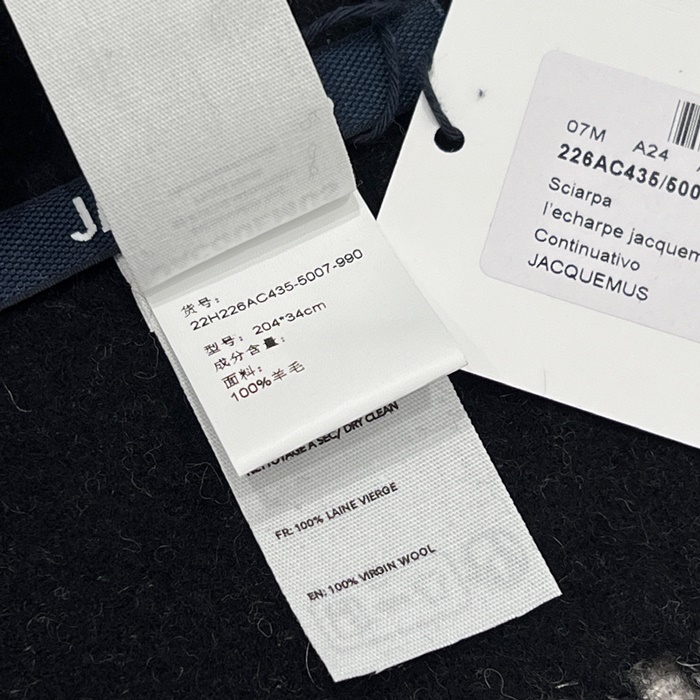 J
货号：
22H226AC435-5007-990
型号：204*34cm
成分含量：
面料：
100%羊毛
NETTOYAGE A SEC/ DRY CLEAN
FR: 100% LAINE VIERGE
EN: 100% VIRGIN WOOL
07M A24
226AC435/500
Sciarpa
l'echarpe jacquem
Continuativo
JACQUEMUS